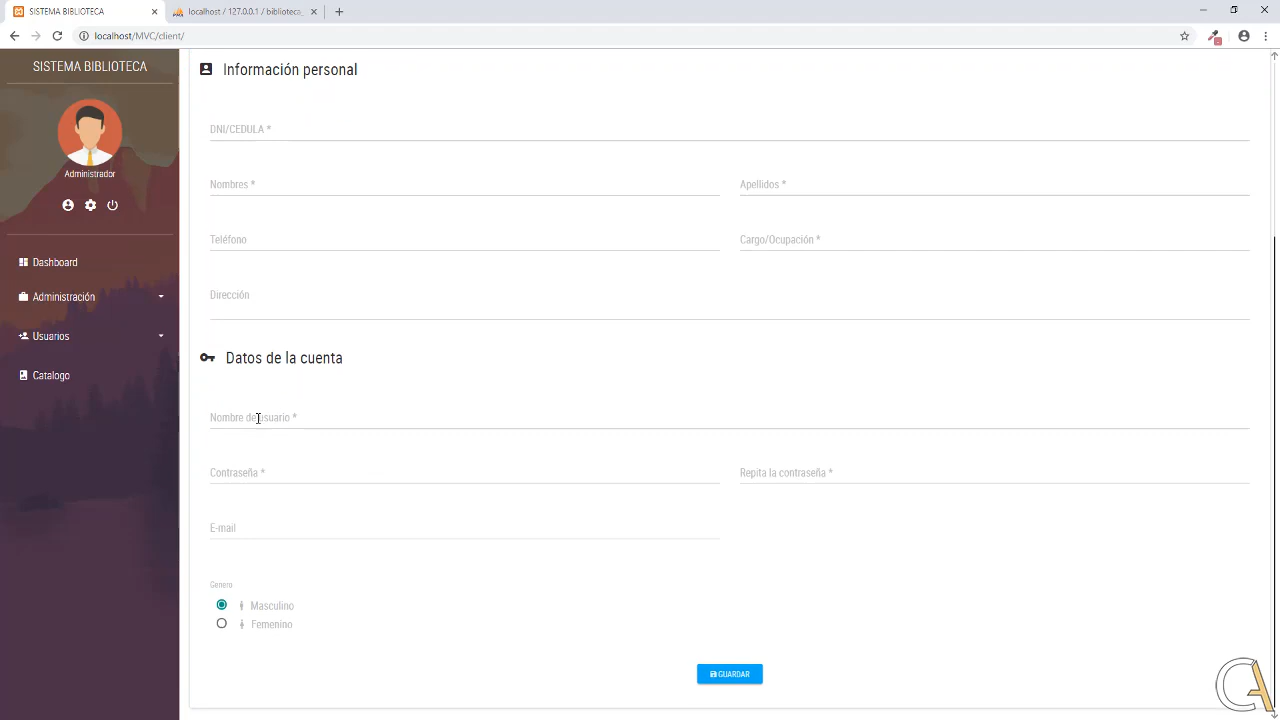 SISTEMA BIBLIOTECA
localhost / 127.0.0.1 / biblioteca_
localhost/MVC/client/
SISTEMA BIBLIOTECA
Administrador
Dashboard
Administración
Usuarios
Catalogo
Información personal
DNI/CEDULA *
Nombres *
Apellidos *
Teléfono
Cargo/Ocupación *
Dirección
Datos de la cuenta
Nombre de usuario *
Contraseña *
Repita la contraseña *
E-mail
Genero
Masculino
Femenino
GUARDAR
CA